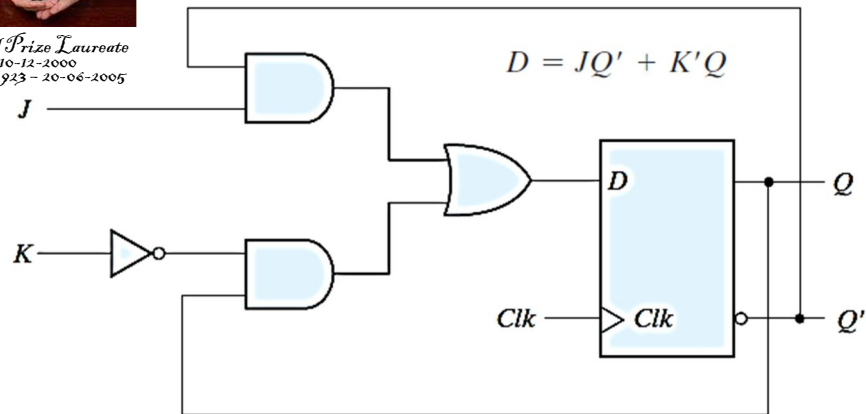 Prize Laureate
10-12-2000
923 – 20-06-2005
D = JQ' + K'Q
J
K
D
Q
Clk
Clk
Q'